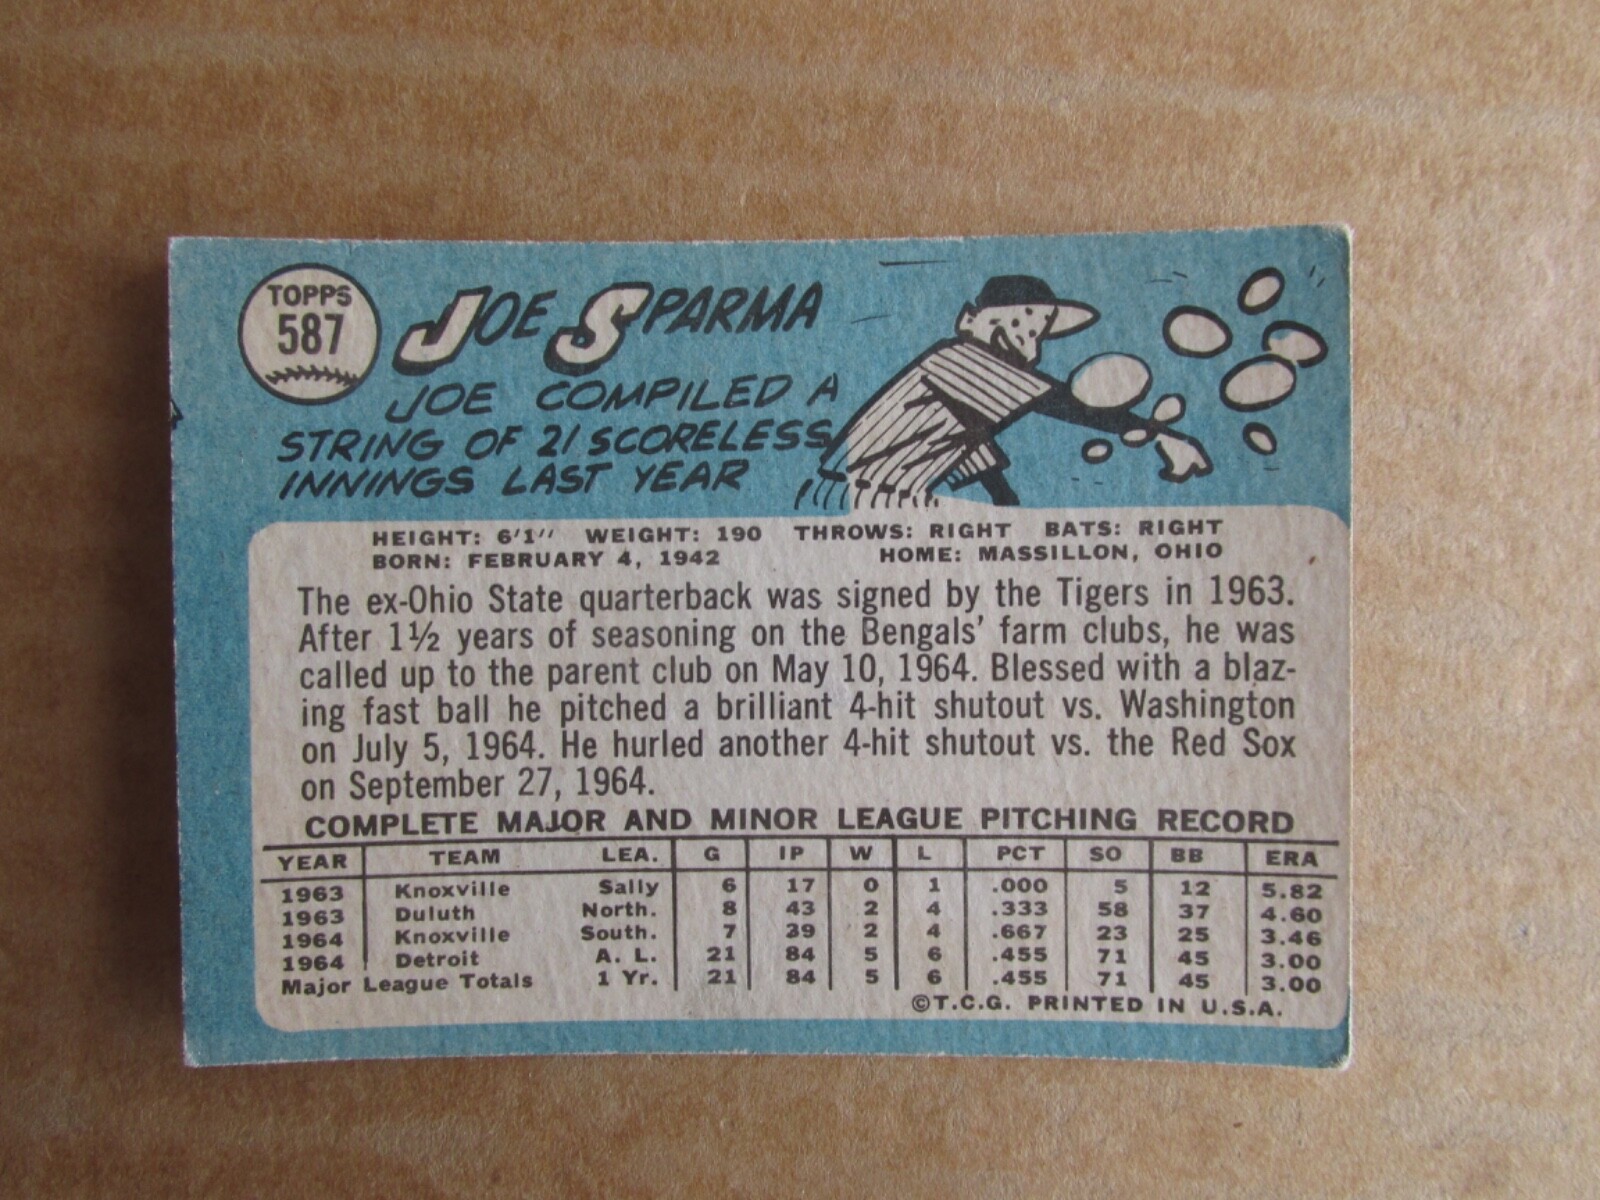 TOPPS
587
JOE SPARMA
JOE COMPILED A
STRING OF 21 SCORELESS
INNINGS LAST YEAR
HEIGHT: 6'1" WEIGHT: 190 THROWS: RIGHT BATS: RIGHT
BORN: FEBRUARY 4, 1942 HOME: MASSILLON, OHIO
The ex-Ohio State quarterback was signed by the Tigers in 1963.
After 1½ years of seasoning on the Bengals' farm clubs, he was
called up to the parent club on May 10, 1964. Blessed with a blaz-
ing fast ball he pitched a brilliant 4-hit shutout vs. Washington
on July 5, 1964. He hurled another 4-hit shutout vs. the Red Sox
on September 27, 1964.
COMPLETE MAJOR AND MINOR LEAGUE PITCHING RECORD
YEAR TEAM LEA. G IP W L PCT SO BB ERA
1963 Knoxville Sally 6 17 0 1 .000 5 12 5.82
1963 Duluth North. 8 43 2 4 .333 58 37 4.60
1964 Knoxville South. 7 39 2 4 .667 23 25 3.46
1964 Detroit A. L. 21 84 5 6 .455 71 45 3.00
Major League Totals 1 Yr. 21 84 5 6 .455 71 45 3.00
©T.C.G. PRINTED IN U.S.A.